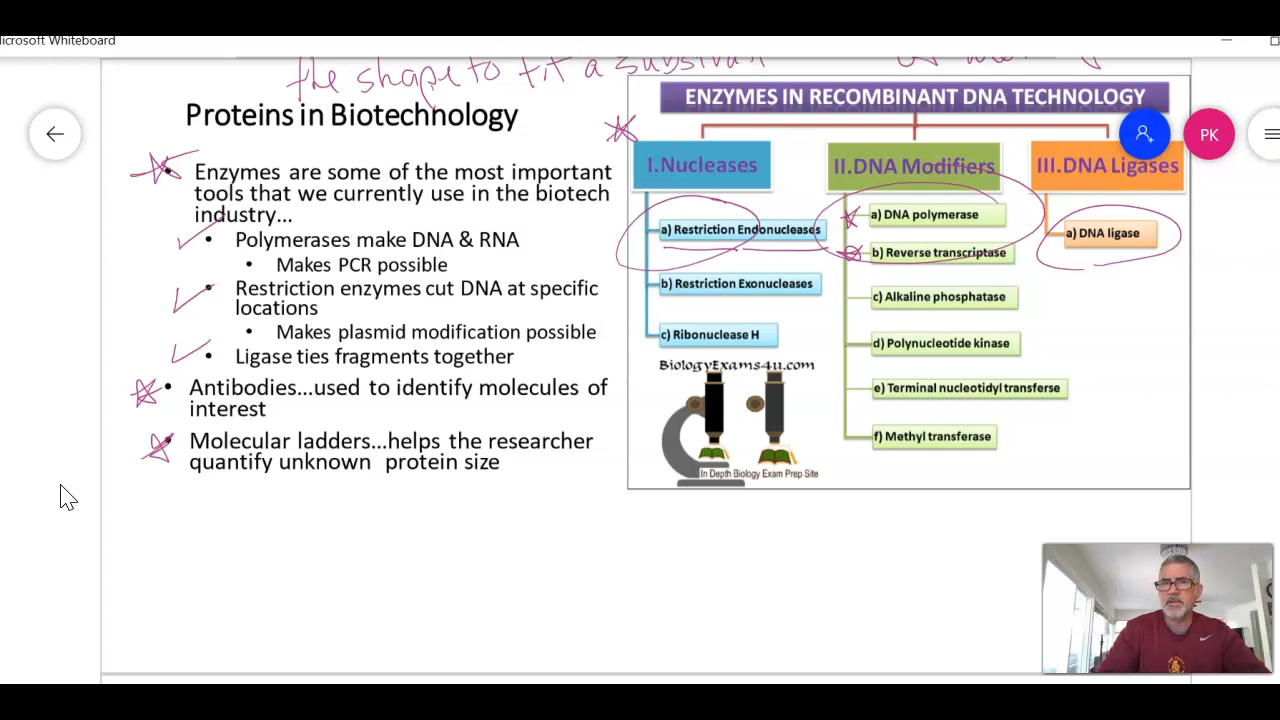 Microsoft Whiteboard
the shape to fit a
Proteins in Biotechnology
• Enzymes are some of the most important
tools that we currently use in the biotech
industry…
• Polymerases make DNA & RNA
• Makes PCR possible
• Restriction enzymes cut DNA at specific
locations
• Makes plasmid modification possible
• Ligase ties fragments together
• Antibodies…used to identify molecules of
interest
• Molecular ladders…helps the researcher
quantify unknown protein size
ENZYMES IN RECOMBINANT DNA TECHNOLOGY
PK
I.Nucleases
a) Restriction Endonucleases
b) Restriction Exonucleases
c) Ribonuclease H
BiologyExams4u.com
In Depth Biology Exam Prep Site
II.DNA Modifiers
a) DNA polymerase
b) Reverse transcriptase
c) Alkaline phosphatase
d) Polynucleotide kinase
e) Terminal nucleotidyl transferse
f) Methyl transferase
III.DNA Ligases
a) DNA ligase